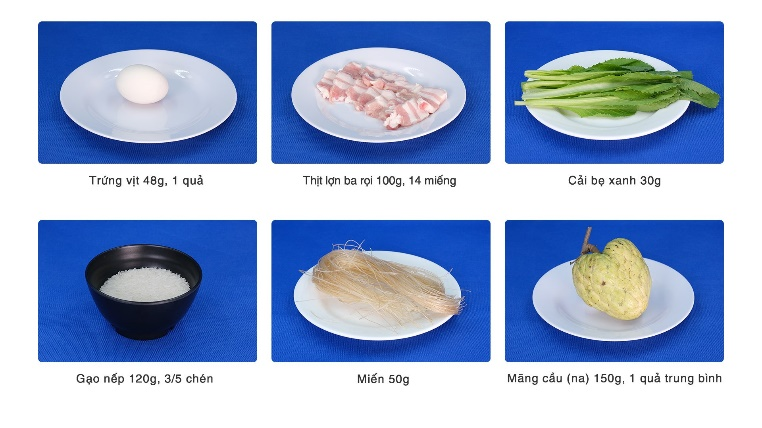 Trứng vịt 48g, 1 quả
Thịt lợn ba rọi 100g, 14 miếng
Cải bẹ xanh 30g
Gạo nếp 120g, 3/5 chén
Miến 50g
Mãng cầu (na) 150g, 1 quả trung bình